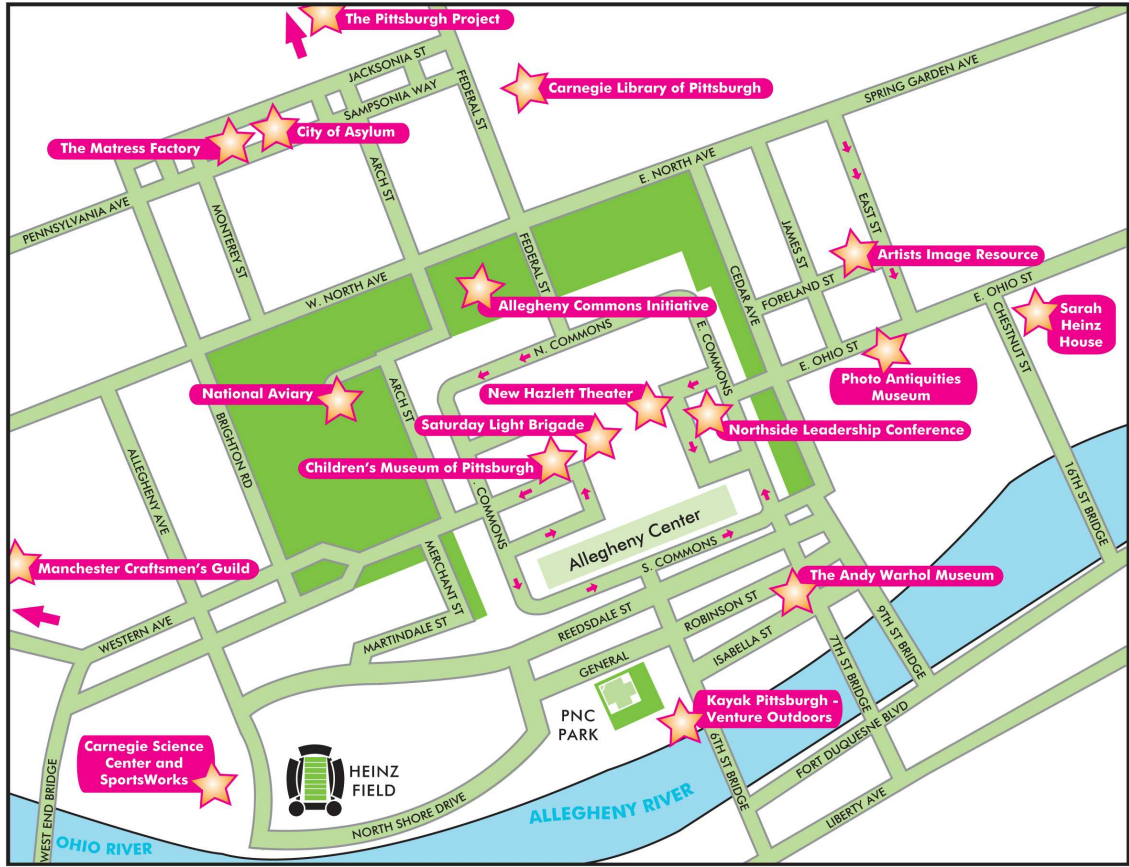 The Pittsburgh Project
JACKSONIA ST
SAMPSONIA WAY
FEDERAL ST
Carnegie Library of Pittsburgh
SPRING GARDEN AVE
City of Asylum
The Matress Factory
ARCH ST
E. NORTH AVE
PENNSYLVANIA AVE
MONTEREY ST
EAST ST
JAMES ST
Artists Image Resource
FEDERAL ST
W. NORTH AVE
CEDAR AVE
FORELAND ST
E. OHIO ST
Allegheny Commons Initiative
Sarah
Heinz
House
CHESTNUT ST
N. COMMONS
E. COMMONS
E. OHIO ST
Photo Antiquities
Museum
National Aviary
ARCH ST
New Hazlett Theater
Saturday Light Brigade
Northside Leadership Conference
Children's Museum of Pittsburgh
BRIGHTON RD
ALLEGHENY AVE
COMMONS
16TH ST BRIDGE
Allegheny Center
S. COMMONS
MERCHANT ST
Manchester Craftsmen's Guild
The Andy Warhol Museum
WESTERN AVE
MARTINDALE ST
REEDSDALE ST
ROBINSON ST
ISABELLA ST
9TH ST BRIDGE
7TH ST BRIDGE
GENERAL
PNC
PARK
Kayak Pittsburgh -
Venture Outdoors
FORT DUQUESNE BLVD
Carnegie Science
Center and
SportsWorks
HEINZ
FIELD
6TH ST BRIDGE
LIBERTY AVE
WEST END BRIDGE
NORTH SHORE DRIVE
ALLEGHENY RIVER
OHIO RIVER